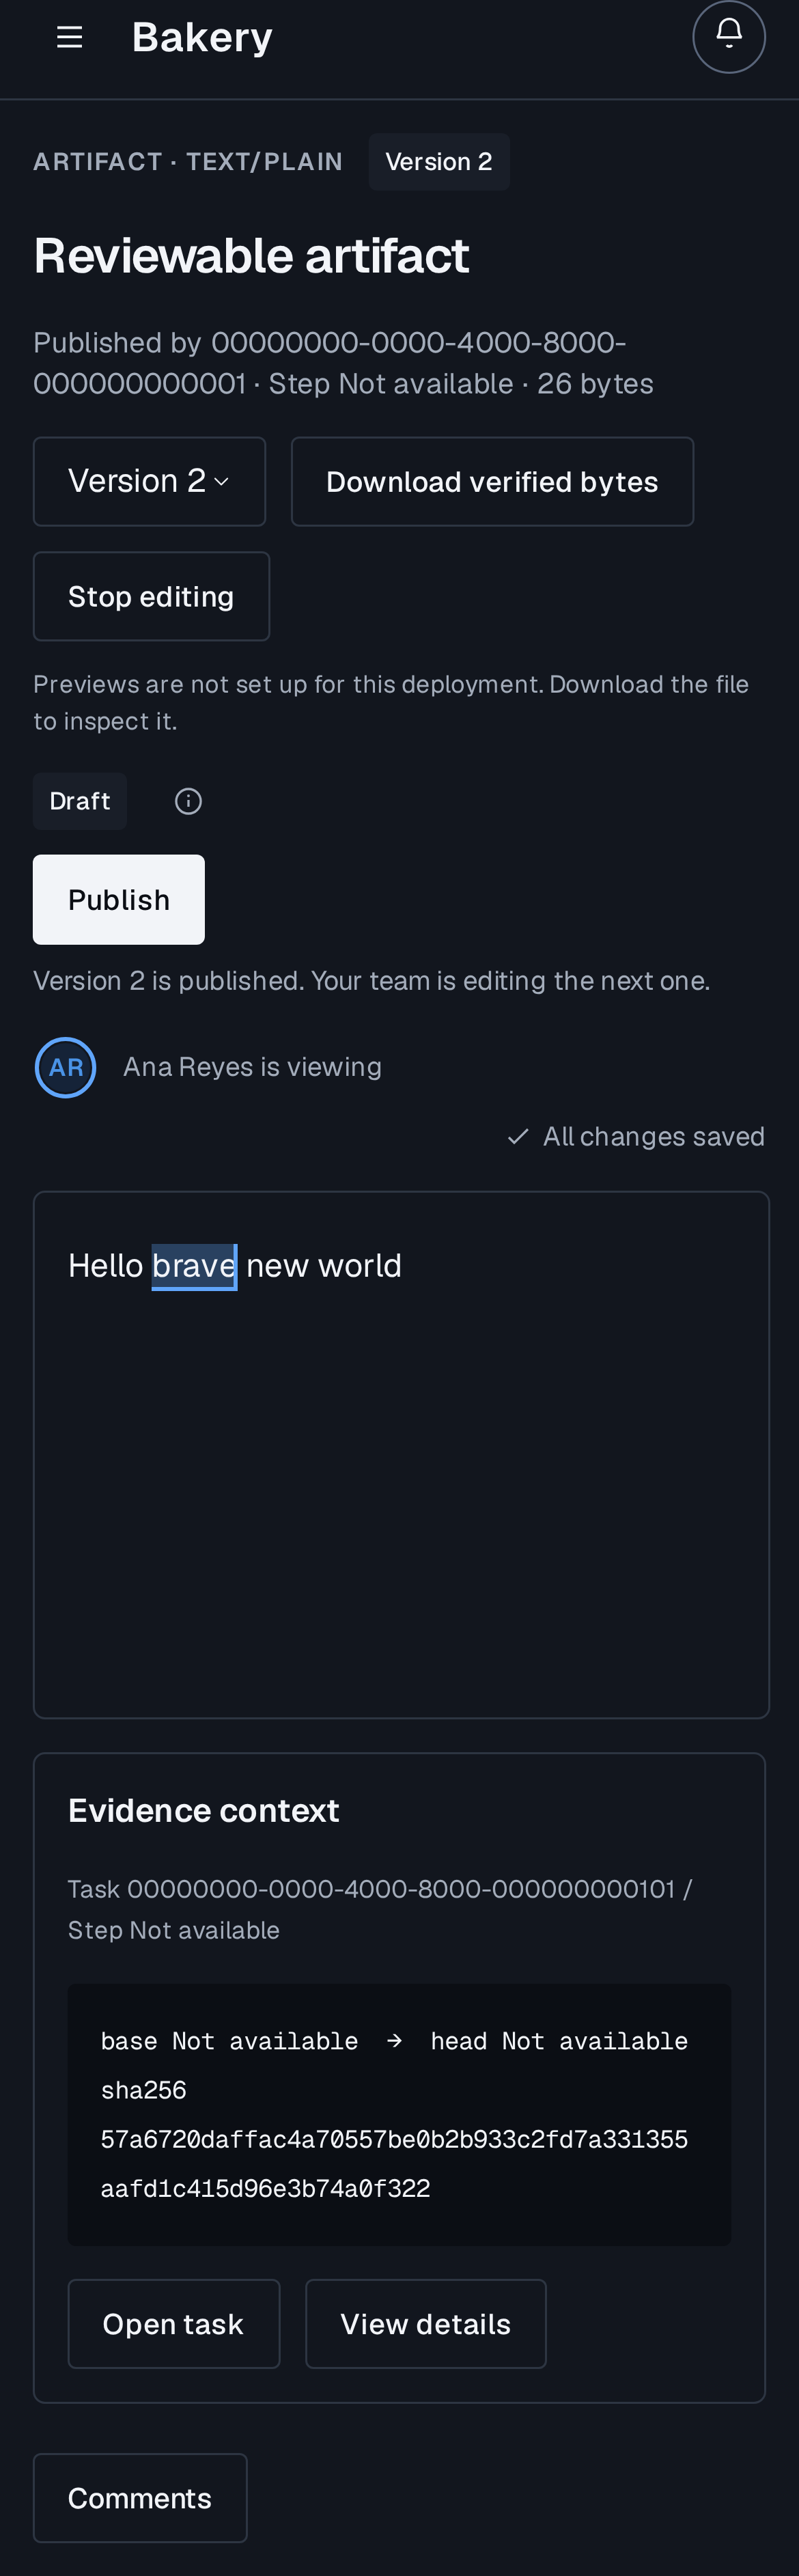 Bakery
ARTIFACT · TEXT/PLAIN Version 2
Reviewable artifact
Published by 00000000-0000-4000-8000-
000000000001 · Step Not available · 26 bytes
Version 2 Download verified bytes
Stop editing
Previews are not set up for this deployment. Download the file
to inspect it.
Draft
Publish
Version 2 is published. Your team is editing the next one.
AR Ana Reyes is viewing
All changes saved
Hello brave new world
Evidence context
Task 00000000-0000-4000-8000-000000000101 /
Step Not available
base Not available → head Not available
sha256
57a6720daffac4a70557be0b2b933c2fd7a331355
aafd1c415d96e3b74a0f322
Open task View details
Comments